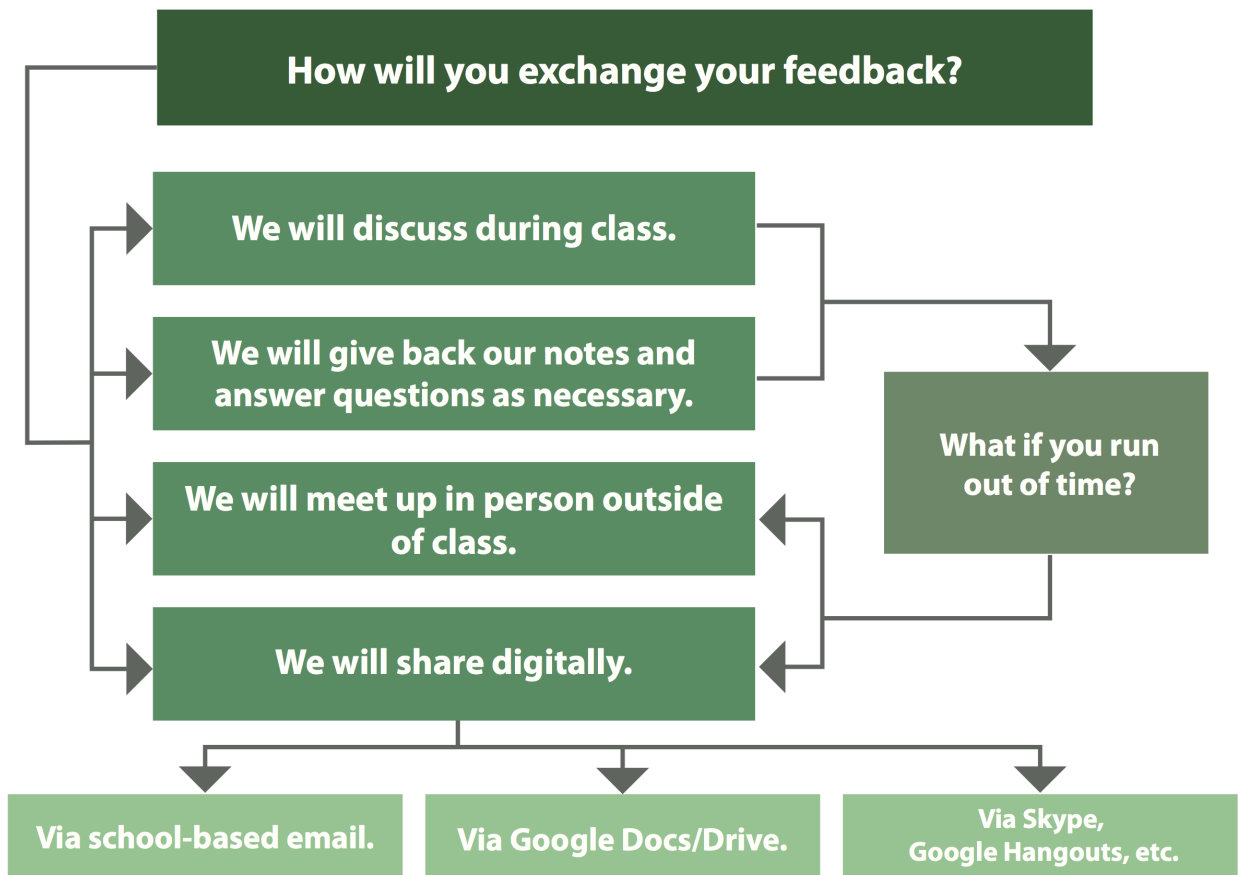 How will you exchange your feedback?
We will discuss during class.
We will give back our notes and
answer questions as necessary.
What if you run
out of time?
We will meet up in person outside
of class.
We will share digitally.
Via school-based email.
Via Google Docs/Drive.
Via Skype,
Google Hangouts, etc.